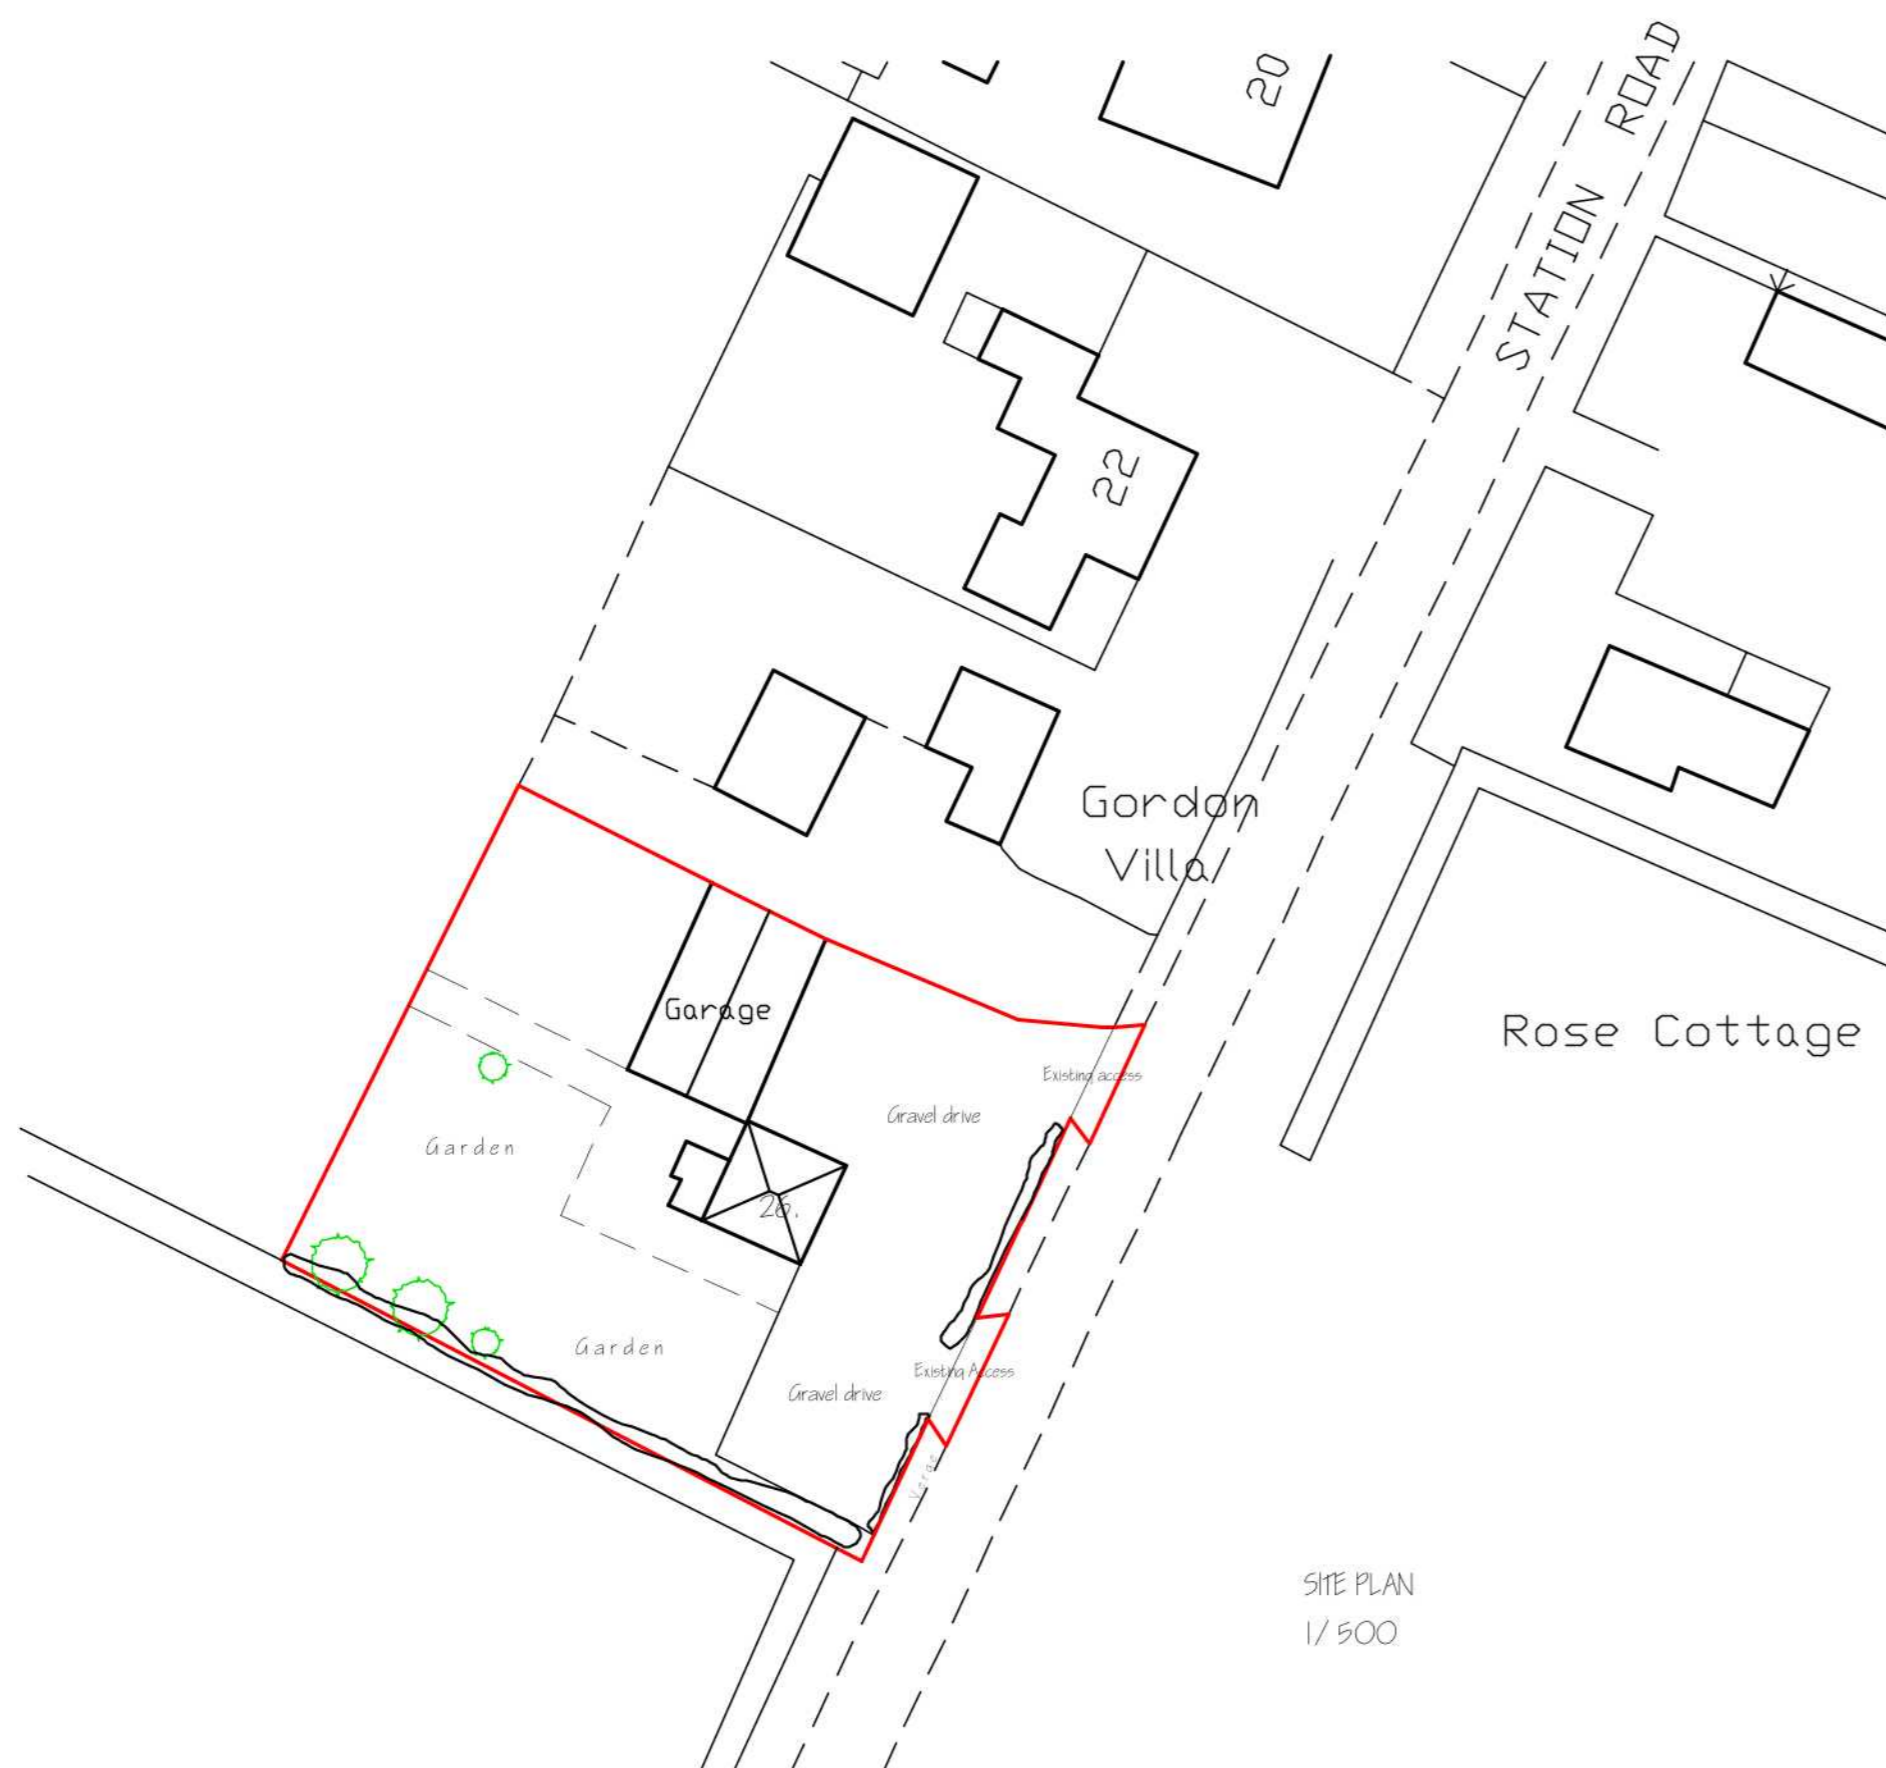 20
STATION ROAD
22
Gordon
Villa
Garage
Rose Cottage
Existing access
Gravel drive
Garden
26.
Garden
Existing Access
Gravel drive
Verge
SITE PLAN
1/500